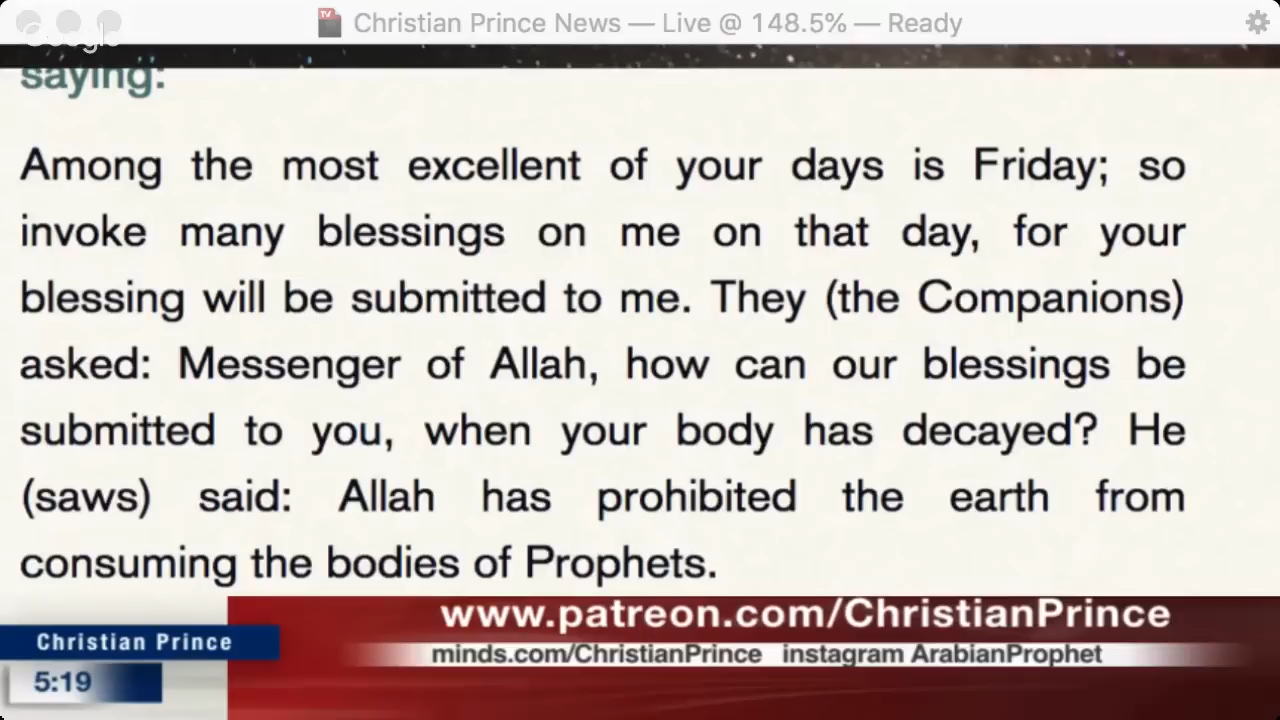 Christian Prince News — Live @ 148.5% — Ready
Google
saying:
Among the most excellent of your days is Friday; so
invoke many blessings on me on that day, for your
blessing will be submitted to me. They (the Companions)
asked: Messenger of Allah, how can our blessings be
submitted to you, when your body has decayed? He
(saws) said: Allah has prohibited the earth from
consuming the bodies of Prophets.
www.patreon.com/ChristianPrince
Christian Prince
minds.com/ChristianPrince instagram ArabianProphet
5:19